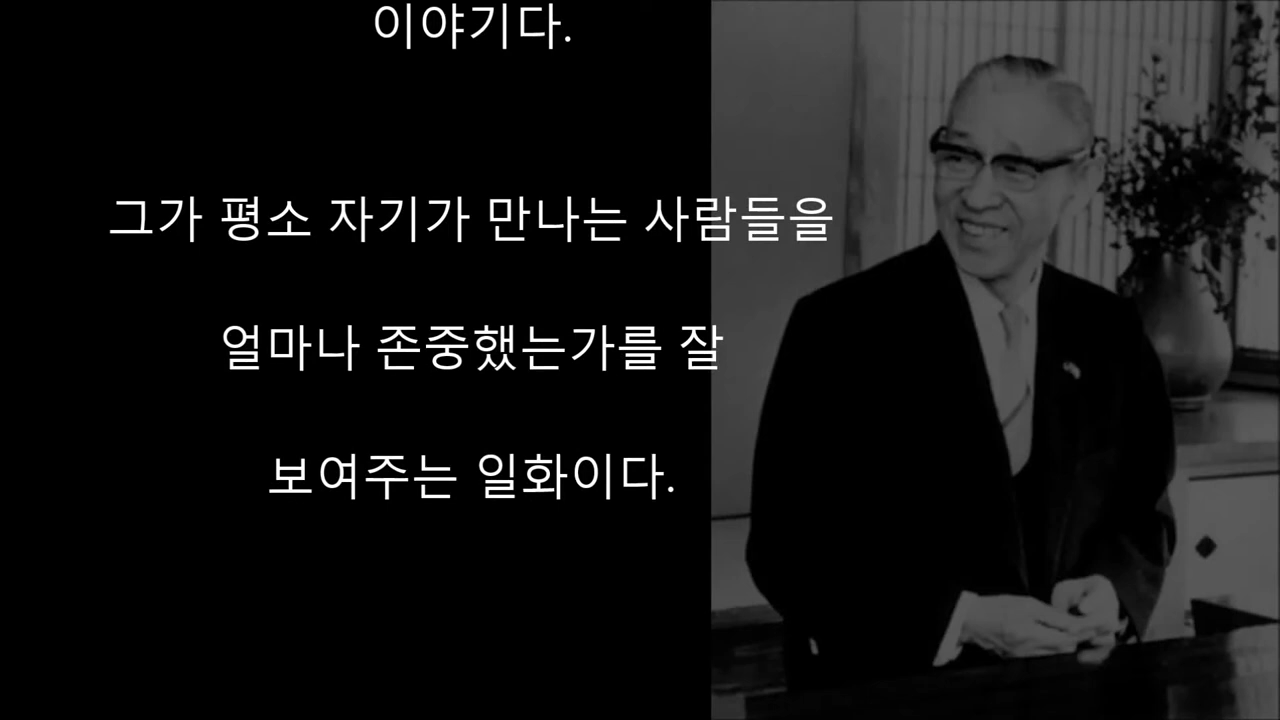 이야기다.
그가 평소 자기가 만나는 사람들을
얼마나 존중했는가를 잘
보여주는 일화이다.